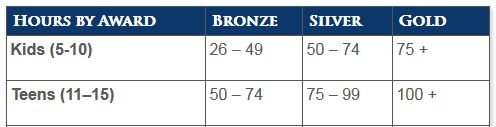 HOURS BY AWARD BRONZE SILVER GOLD
Kids (5-10) 26 – 49 50 – 74 75 +
Teens (11–15) 50 – 74 75 – 99 100 +